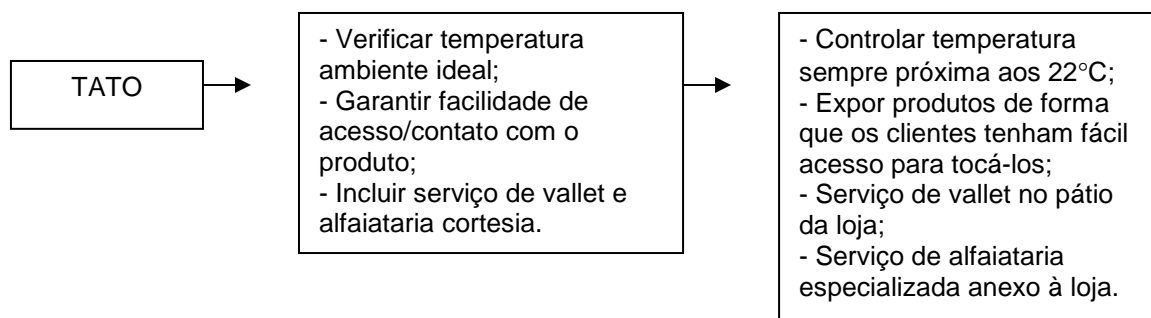 TATO
- Verificar temperatura
ambiente ideal;
- Garantir facilidade de
acesso/contato com o
produto;
- Incluir serviço de vallet e
alfaiataria cortesia.
- Controlar temperatura
sempre próxima aos 22°C;
- Expor produtos de forma
que os clientes tenham fácil
acesso para tocá-los;
- Serviço de vallet no pátio
da loja;
- Serviço de alfaiataria
especializada anexo à loja.